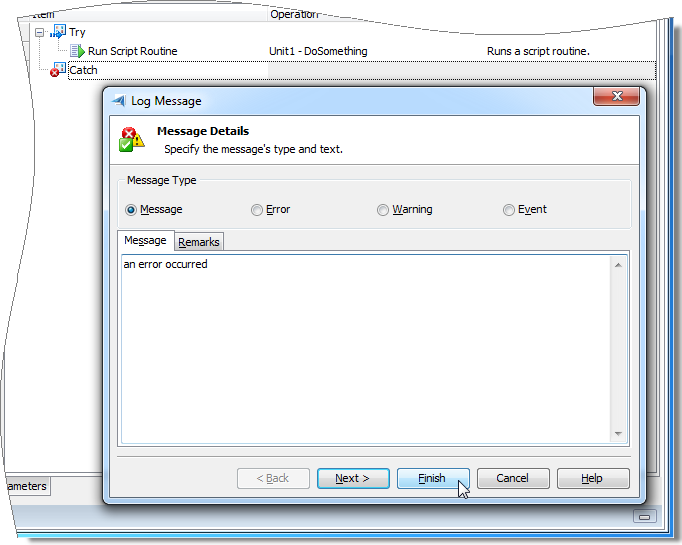 Item Operation
Try
Run Script Routine Unit1 - DoSomething Runs a script routine.
Catch
Log Message
Message Details
Specify the message's type and text.
Message Type
Message Error Warning Event
Message Remarks
an error occurred
< Back Next > Finish Cancel Help